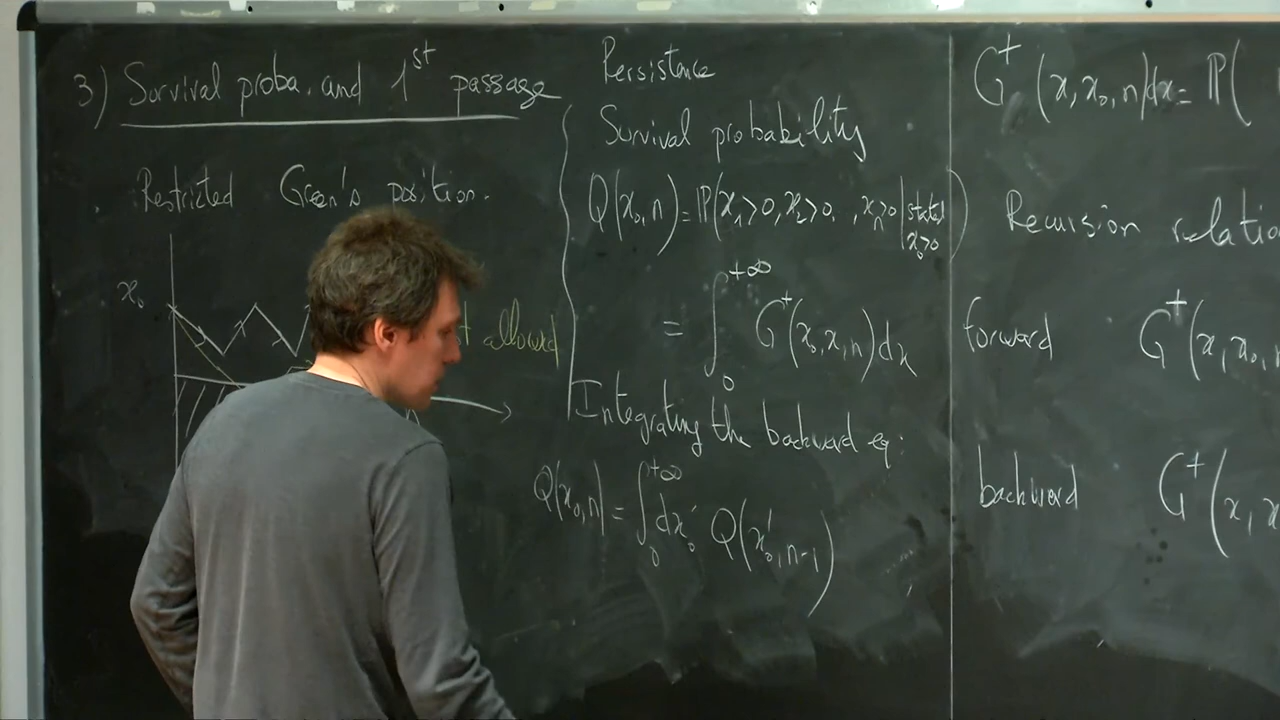 3) Survival proba. and 1st passage
Restricted Green's position.
x₀
t allowed
Persistence
Survival probability
Q(x₀,n) = ℙ(x₁>0, x₂>0, , xₙ>0 | started x₀>0)
= ∫₀^{+∞} G⁺(x₀,x,n) dx
Integrating the backward eq:
Q(x₀,n) = ∫₀^{+∞} dx₀' Q(x₀',n-1)
G⁺(x,x₀,n)dx = ℙ(
Recursion relatio
forward G⁺(x,x₀,n
backward G⁺(x,x